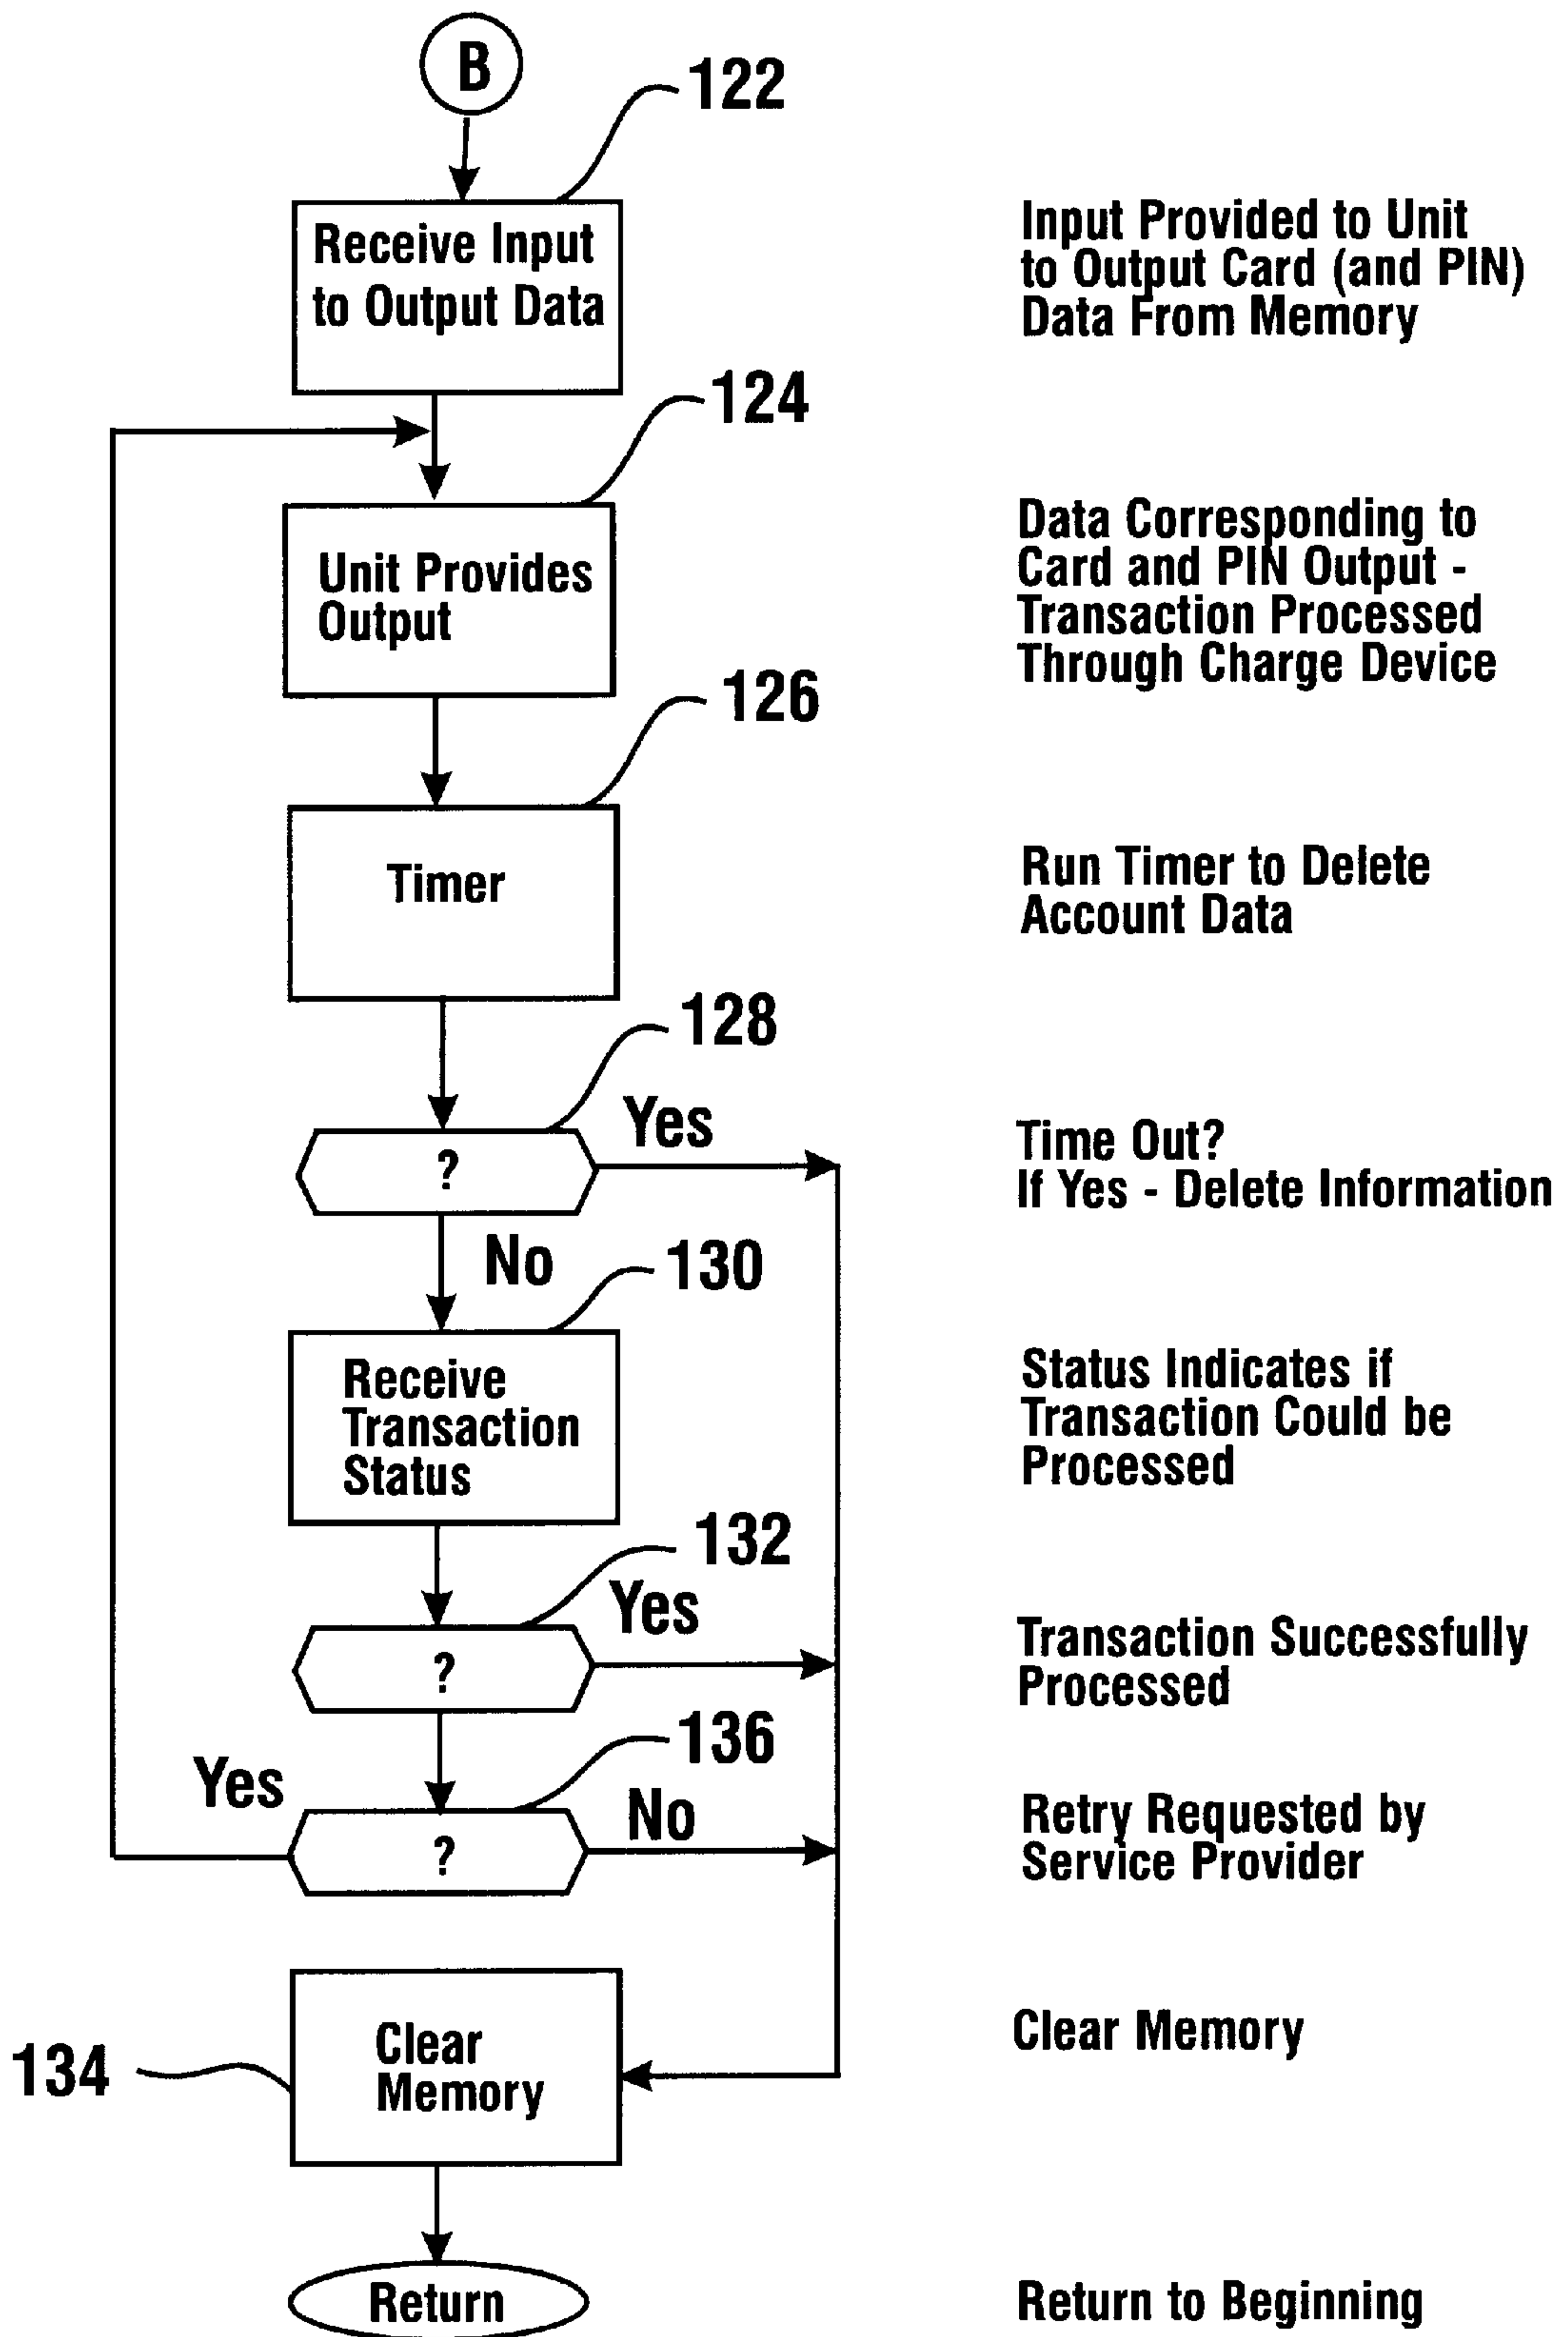 B
122
Receive Input
to Output Data
Input Provided to Unit
to Output Card (and PIN)
Data From Memory
124
Unit Provides
Output
Data Corresponding to
Card and PIN Output -
Transaction Processed
Through Charge Device
126
Timer
Run Timer to Delete
Account Data
128
?
Yes
No
Time Out?
If Yes - Delete Information
130
Receive
Transaction
Status
Status Indicates if
Transaction Could be
Processed
132
?
Yes
Transaction Successfully
Processed
136
Yes
?
No
Retry Requested by
Service Provider
134
Clear
Memory
Clear Memory
Return
Return to Beginning